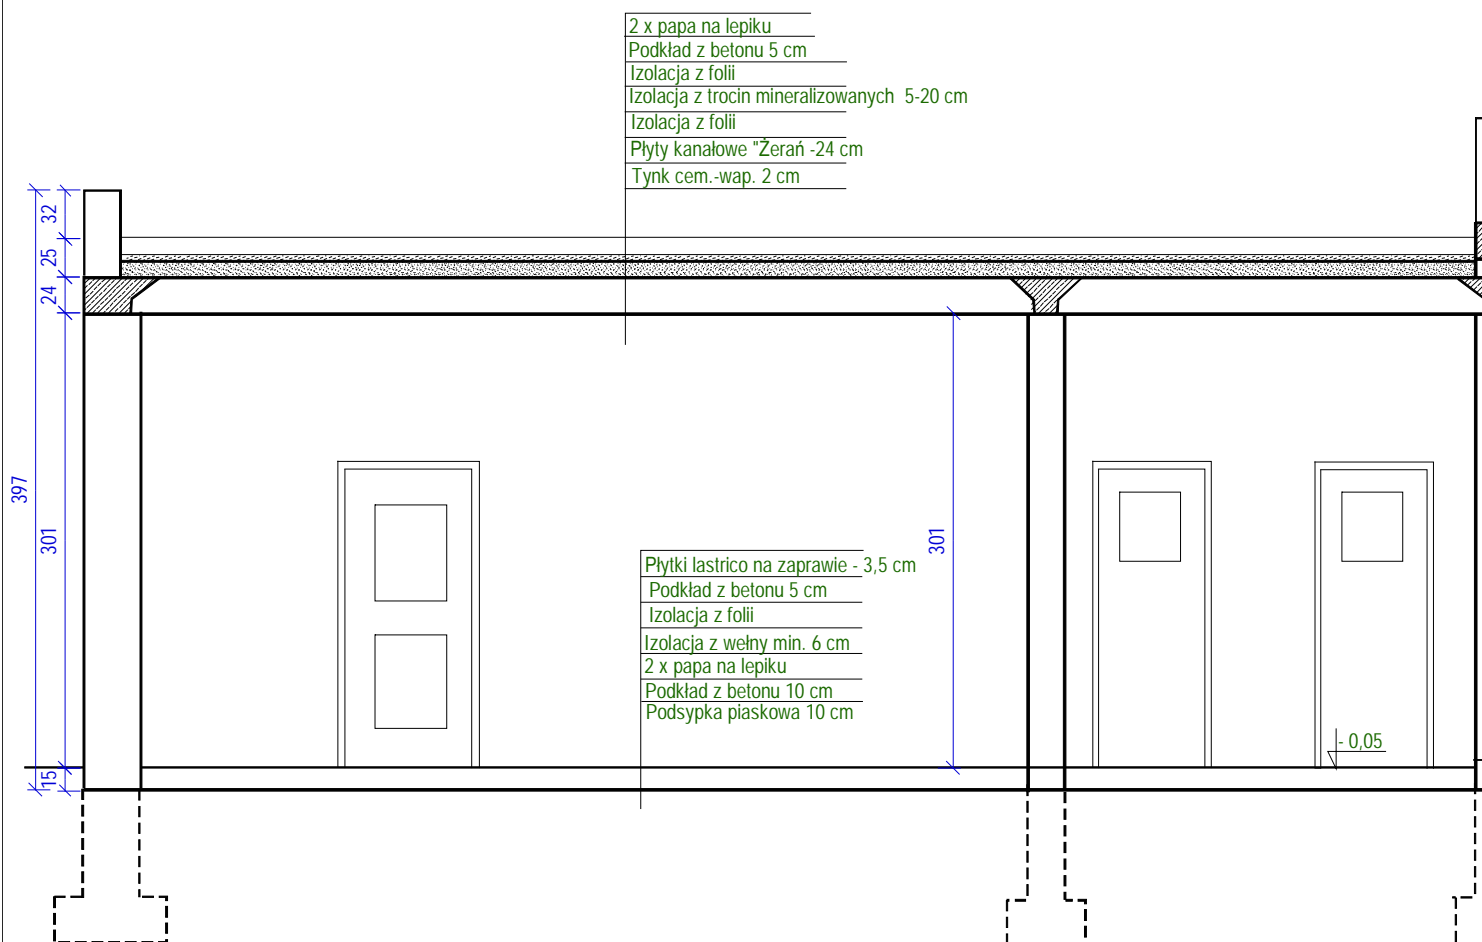 2 x papa na lepiku
Podkład z betonu 5 cm
Izolacja z folii
Izolacja z trocin mineralizowanych 5-20 cm
Izolacja z folii
Płyty kanałowe "Żerań -24 cm
Tynk cem.-wap. 2 cm
32
25
24
397
301
301
15
Płytki lastrico na zaprawie - 3,5 cm
Podkład z betonu 5 cm
Izolacja z folii
Izolacja z wełny min. 6 cm
2 x papa na lepiku
Podkład z betonu 10 cm
Podsypka piaskowa 10 cm
- 0,05